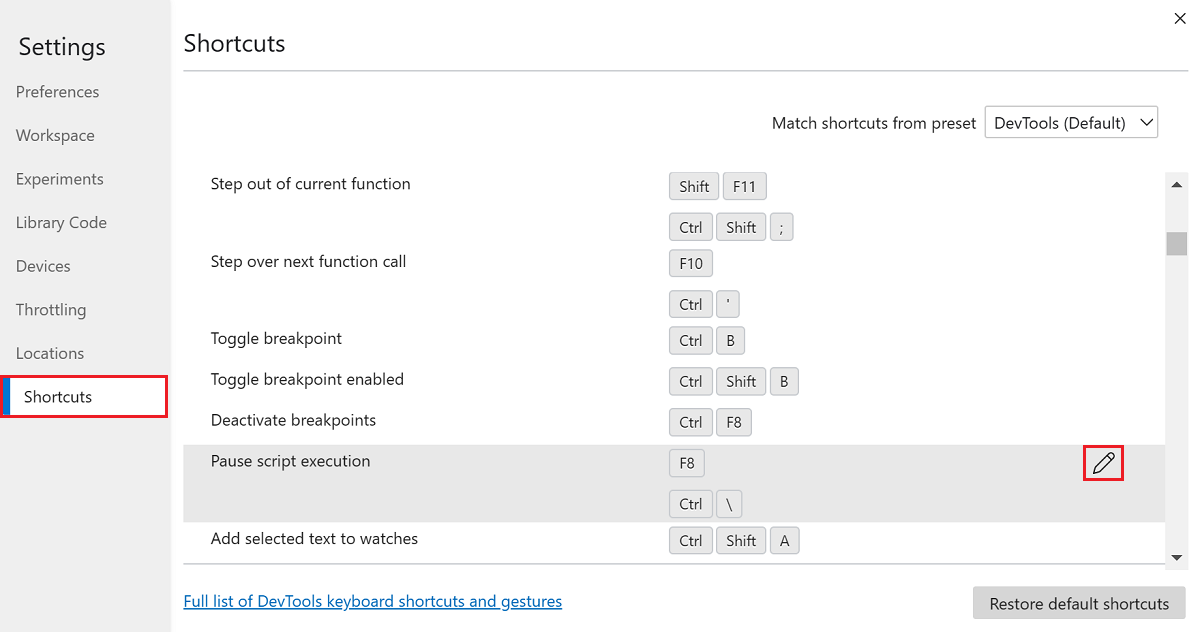 Settings
Preferences
Workspace
Experiments
Library Code
Devices
Throttling
Locations
Shortcuts
Shortcuts
Match shortcuts from preset DevTools (Default)
Step out of current function Shift F11
Ctrl Shift ;
Step over next function call F10
Ctrl '
Toggle breakpoint Ctrl B
Toggle breakpoint enabled Ctrl Shift B
Deactivate breakpoints Ctrl F8
Pause script execution F8
Ctrl \
Add selected text to watches Ctrl Shift A
Full list of DevTools keyboard shortcuts and gestures
Restore default shortcuts